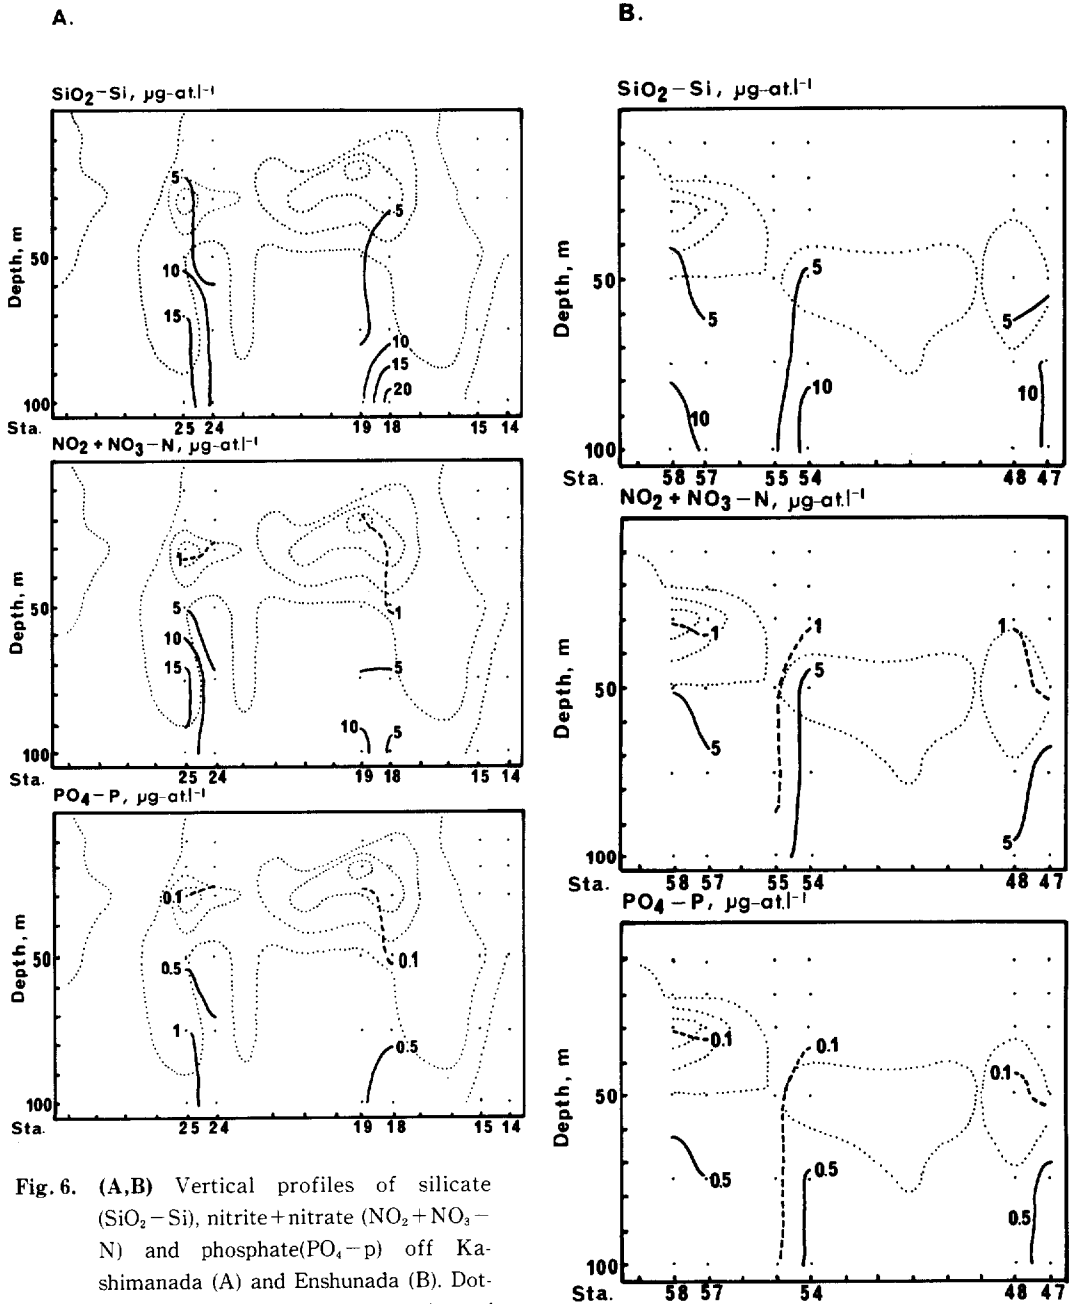 A.
SiO2-Si, µg-at.l-1
5
5
50
10
15
10
15
20
100
Depth, m
Sta. 25 24 19 18 15 14
NO2+NO3-N, µg-at.l-1
1
50
5
1
10
15
5
10
5
100
Depth, m
Sta. 25 24 19 18 15 14
PO4-P, µg-at.l-1
0.1
50
0.5
0.1
1
0.5
100
Depth, m
Sta. 25 24 19 18 15 14
Fig. 6. (A,B) Vertical profiles of silicate
(SiO2-Si), nitrite+nitrate (NO2+NO3-
N) and phosphate(PO4-p) off Ka-
shimanada (A) and Enshunada (B). Dot-
B.
SiO2-Si, µg-at.l-1
5
50
5
5
10
10
10
100
Depth, m
Sta. 58 57 55 54 48 47
NO2+NO3-N, µg-at.l-1
1
1
1
50
5
5
5
100
Depth, m
Sta. 58 57 55 54 48 47
PO4-P, µg-at.l-1
0.1
0.1
0.1
50
0.5
0.5
0.5
100
Depth, m
Sta. 58 57 55 54 48 47